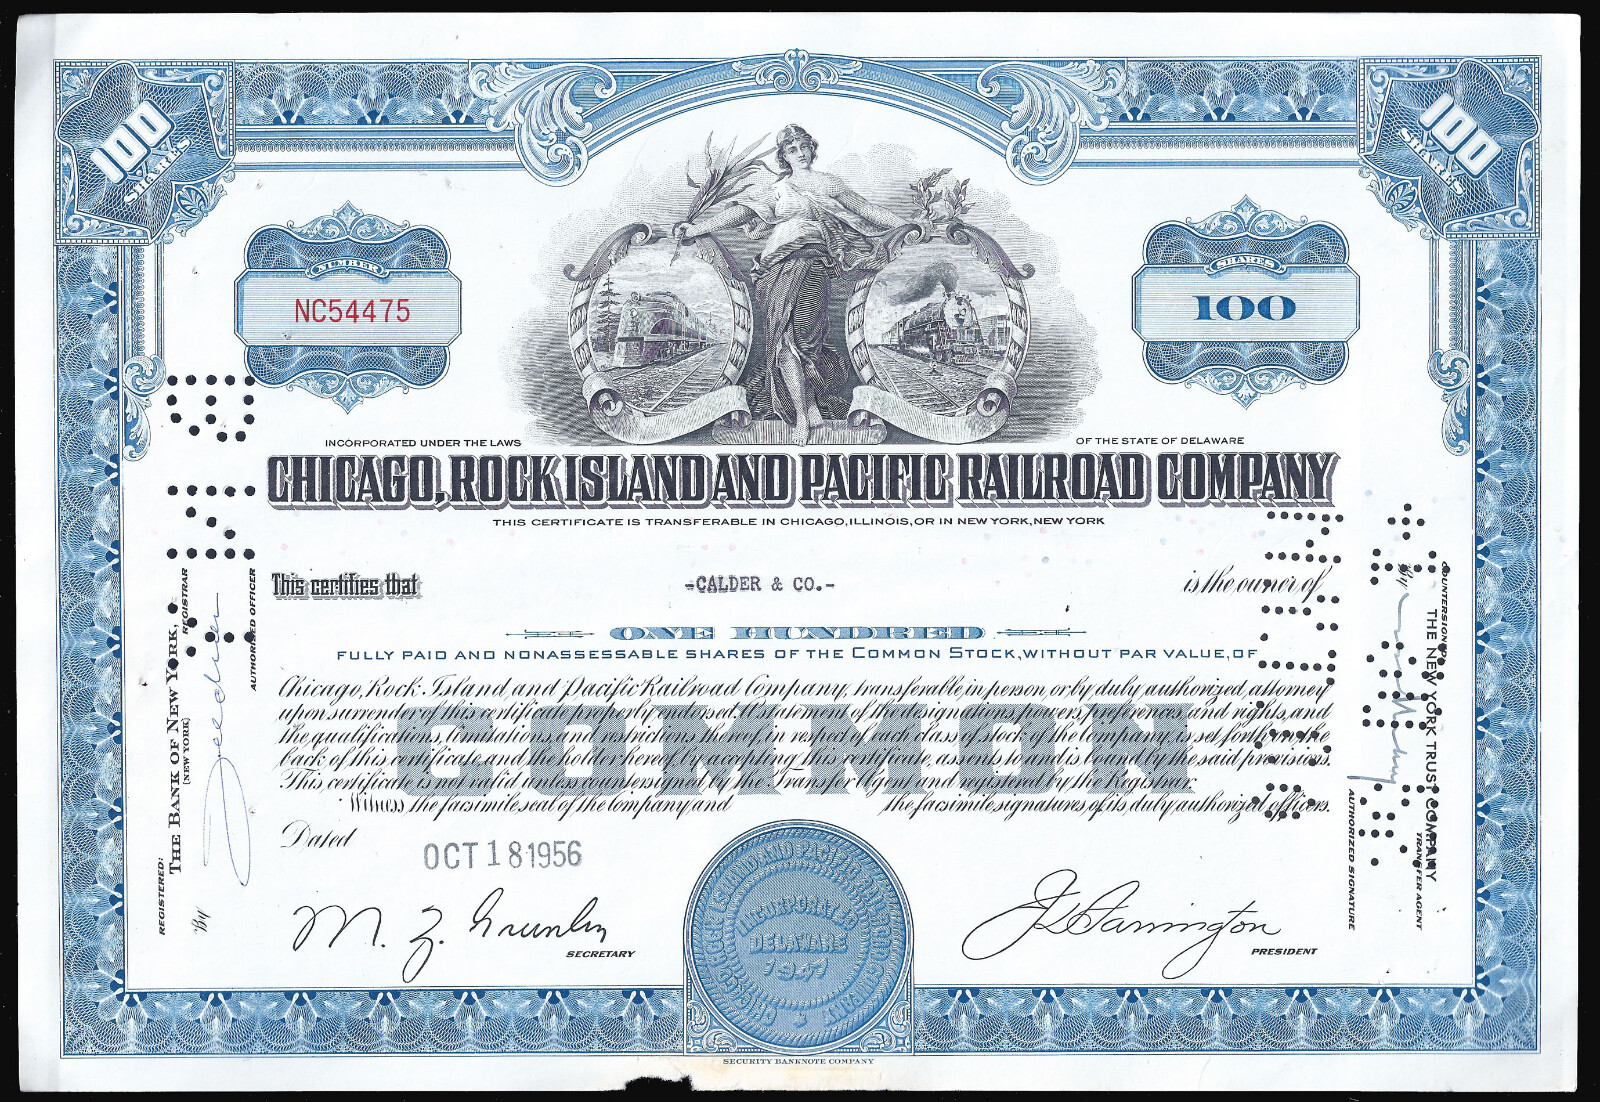 100 SHARES
100 SHARES
NUMBER
NC54475
SHARES
100
INCORPORATED UNDER THE LAWS
OF THE STATE OF DELAWARE
CHICAGO, ROCK ISLAND AND PACIFIC RAILROAD COMPANY
THIS CERTIFICATE IS TRANSFERABLE IN CHICAGO, ILLINOIS, OR IN NEW YORK, NEW YORK
This certifies that
-CALDER & CO.-
is the owner of
ONE HUNDRED
FULLY PAID AND NONASSESSABLE SHARES OF THE COMMON STOCK, WITHOUT PAR VALUE, OF
Chicago, Rock Island and Pacific Railroad Company, transferable in person or by duly authorized attorney
upon surrender of this certificate properly endorsed. A statement of the designations, powers, preferences, and rights, and
the qualifications, limitations, and restrictions thereof, in respect of each class of stock of the Company, is set forth on the
back of this certificate, and the holder hereof, by accepting this certificate, assents to and is bound by the said provisions.
This certificate is not valid unless countersigned by the Transfer Agent and registered by the Registrar.
Witness the facsimile seal of the Company and the facsimile signatures of its duly authorized officers.
COMMON
Dated
OCT 18 1956
SECRETARY
PRESIDENT
CHICAGO, ROCK ISLAND AND PACIFIC RAILROAD COMPANY
INCORPORATED
DELAWARE
1947
SECURITY BANKNOTE COMPANY
REGISTERED:
THE BANK OF NEW YORK,
(NEW YORK)
REGISTRAR
By
AUTHORIZED OFFICER
COUNTERSIGNED:
THE NEW YORK TRUST COMPANY
TRANSFER AGENT
By
AUTHORIZED SIGNATURE